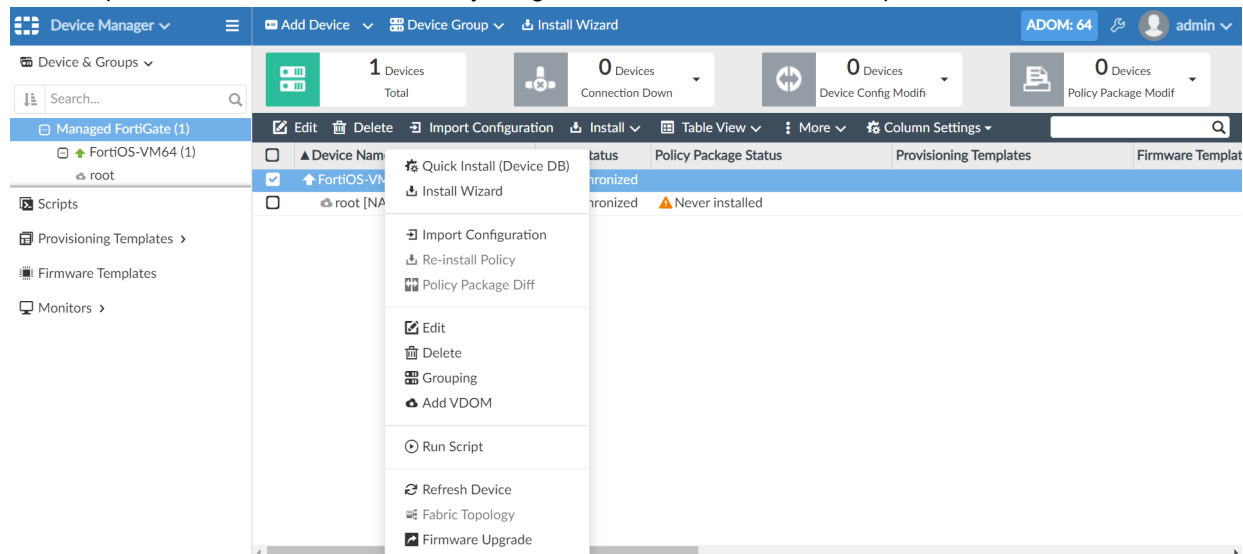 Device Manager
Add Device
Device Group
Install Wizard
ADOM: 64
admin
Device & Groups
Search...
Managed FortiGate (1)
FortiOS-VM64 (1)
root
Scripts
Provisioning Templates
Firmware Templates
Monitors
1 Devices
Total
0 Devices
Connection Down
0 Devices
Device Config Modifi
0 Devices
Policy Package Modif
Edit
Delete
Import Configuration
Install
Table View
More
Column Settings
Device Nam
tatus
Policy Package Status
Provisioning Templates
Firmware Templat
FortiOS-VM
hronized
root [NA
hronized
Never installed
Quick Install (Device DB)
Install Wizard
Import Configuration
Re-install Policy
Policy Package Diff
Edit
Delete
Grouping
Add VDOM
Run Script
Refresh Device
Fabric Topology
Firmware Upgrade